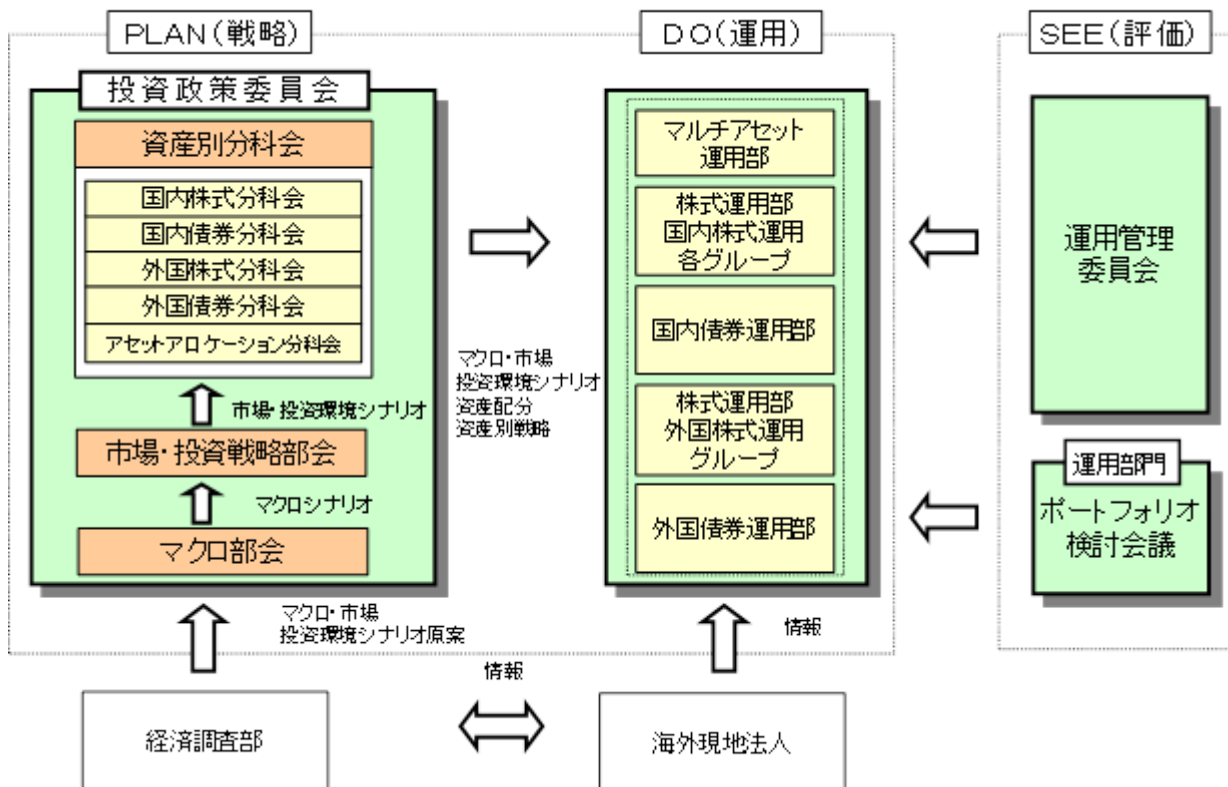 PLAN(戦略)
投資政策委員会
資産別分科会
国内株式分科会
国内債券分科会
外国株式分科会
外国債券分科会
アセットアロケーション分科会
市場・投資環境シナリオ
市場・投資戦略部会
マクロシナリオ
マクロ部会
マクロ・市場
投資環境シナリオ
資産配分
資産別戦略
DO(運用)
マルチアセット
運用部
株式運用部
国内株式運用
各グループ
国内債券運用部
株式運用部
外国株式運用
グループ
外国債券運用部
SEE(評価)
運用管理
委員会
運用部門
ポートフォリオ
検討会議
マクロ・市場
投資環境シナリオ原案
情報
情報
経済調査部
海外現地法人